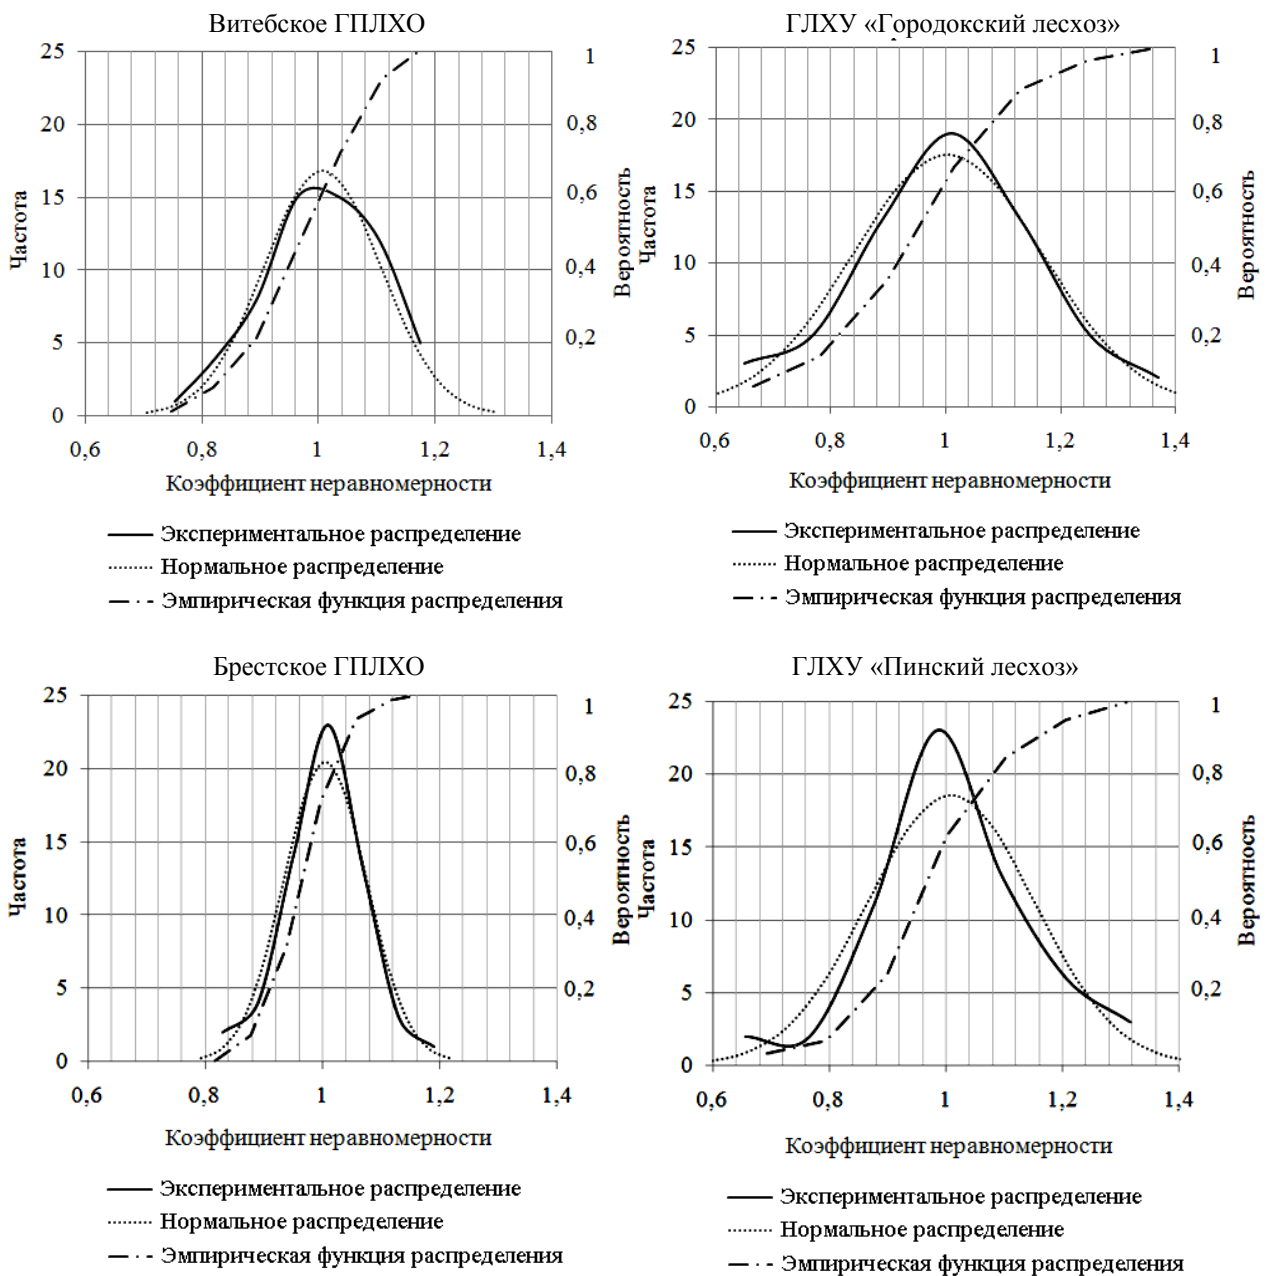 Витебское ГПЛХО
25
20
15
10
5
0
1
0,8
0,6
0,4
0,2
0,6
0,8
1
1,2
1,4
Частота
Вероятность
Коэффициент неравномерности
Экспериментальное распределение
Нормальное распределение
Эмпирическая функция распределения
ГЛХУ «Городокский лесхоз»
25
20
15
10
5
0
1
0,8
0,6
0,4
0,2
0,6
0,8
1
1,2
1,4
Частота
Вероятность
Коэффициент неравномерности
Экспериментальное распределение
Нормальное распределение
Эмпирическая функция распределения
Брестское ГПЛХО
25
20
15
10
5
0
1
0,8
0,6
0,4
0,2
0,6
0,8
1
1,2
1,4
Частота
Вероятность
Коэффициент неравномерности
Экспериментальное распределение
Нормальное распределение
Эмпирическая функция распределения
ГЛХУ «Пинский лесхоз»
25
20
15
10
5
0
1
0,8
0,6
0,4
0,2
0,6
0,8
1
1,2
1,4
Частота
Вероятность
Коэффициент неравномерности
Экспериментальное распределение
Нормальное распределение
Эмпирическая функция распределения